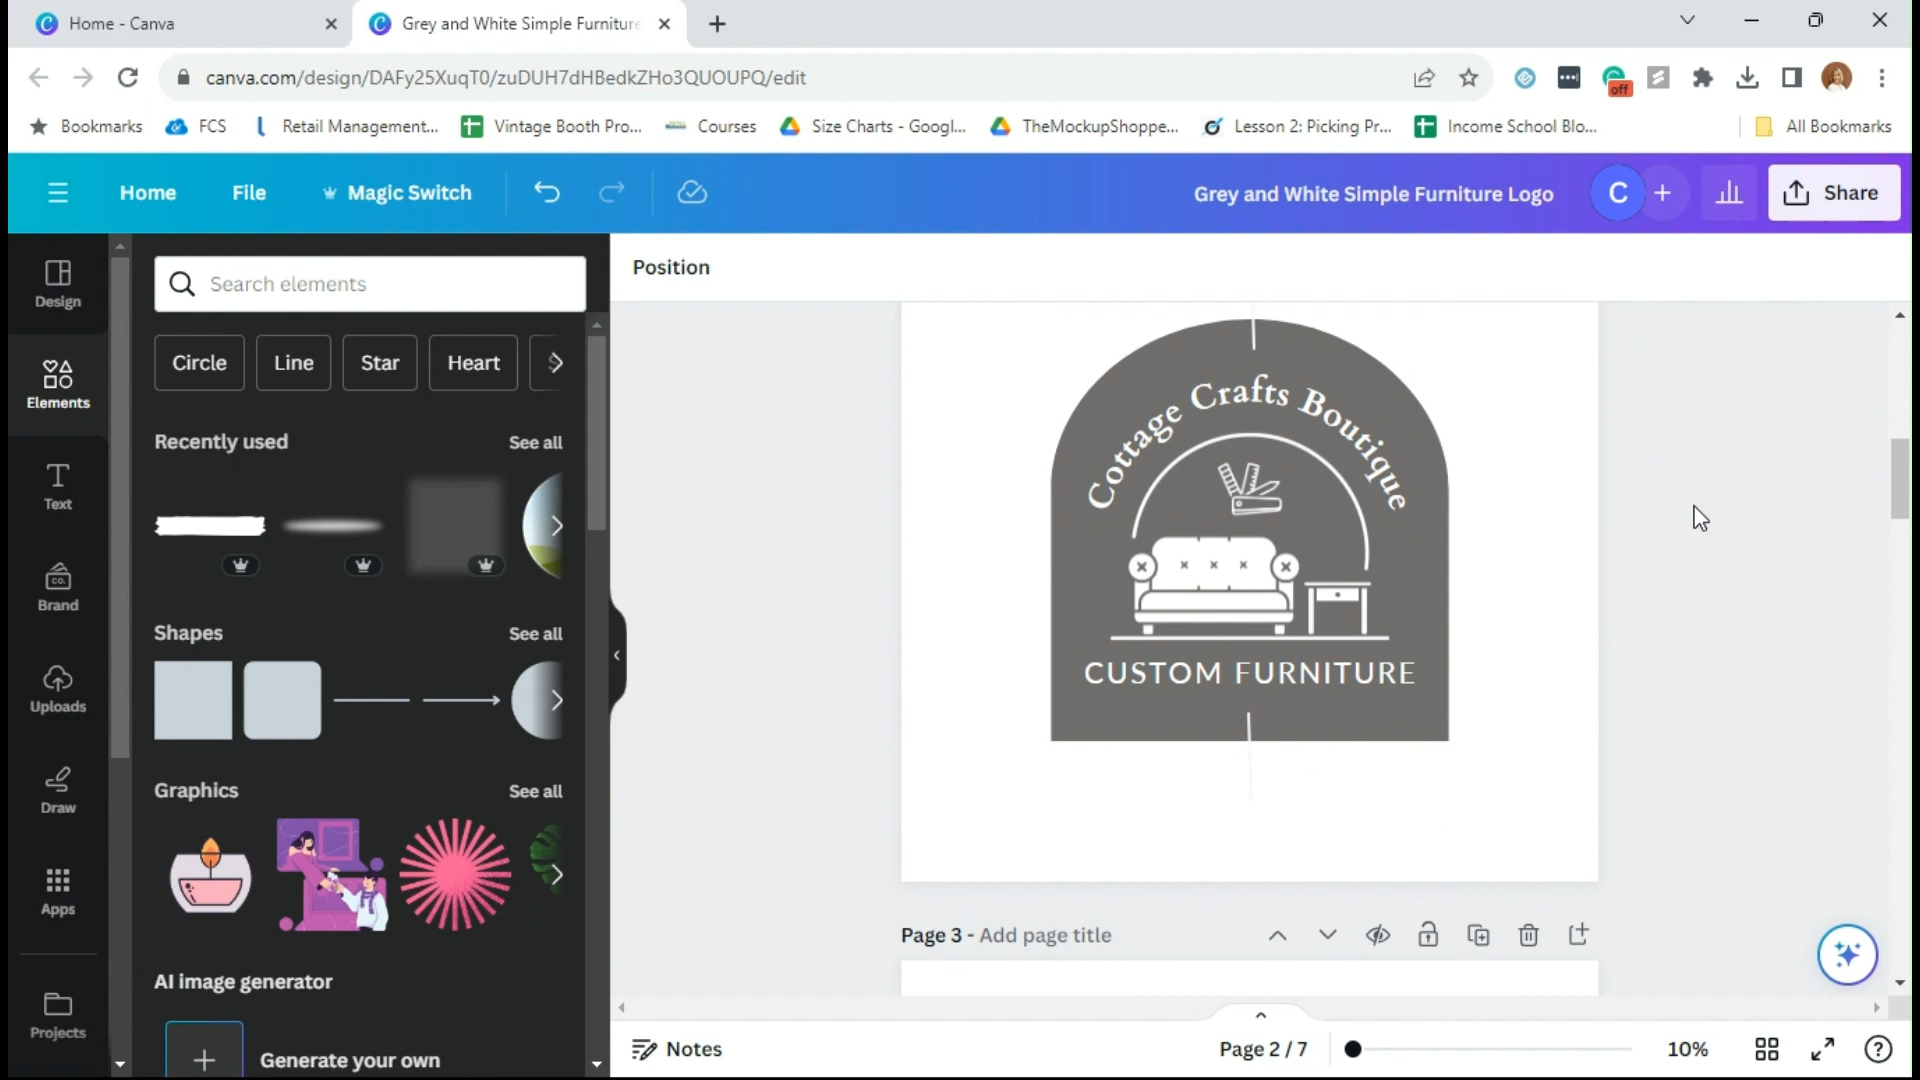 Home - Canva
Grey and White Simple Furniture
canva.com/design/DAFy25XuqT0/zuDUH7dHBedkZHo3QUOUPQ/edit
off
Bookmarks
FCS
Retail Management...
Vintage Booth Pro...
Courses
Size Charts - Googl...
TheMockupShoppe...
Lesson 2: Picking Pr...
Income School Blo...
All Bookmarks
Home
File
Magic Switch
Grey and White Simple Furniture Logo
C
Share
Design
Elements
Text
Brand
CO.
Uploads
Draw
Apps
Projects
Search elements
Circle
Line
Star
Heart
Recently used
See all
Shapes
See all
Graphics
See all
AI image generator
Generate your own
Position
Cottage Crafts Boutique
CUSTOM FURNITURE
Page 3 - Add page title
Notes
Page 2 / 7
10%